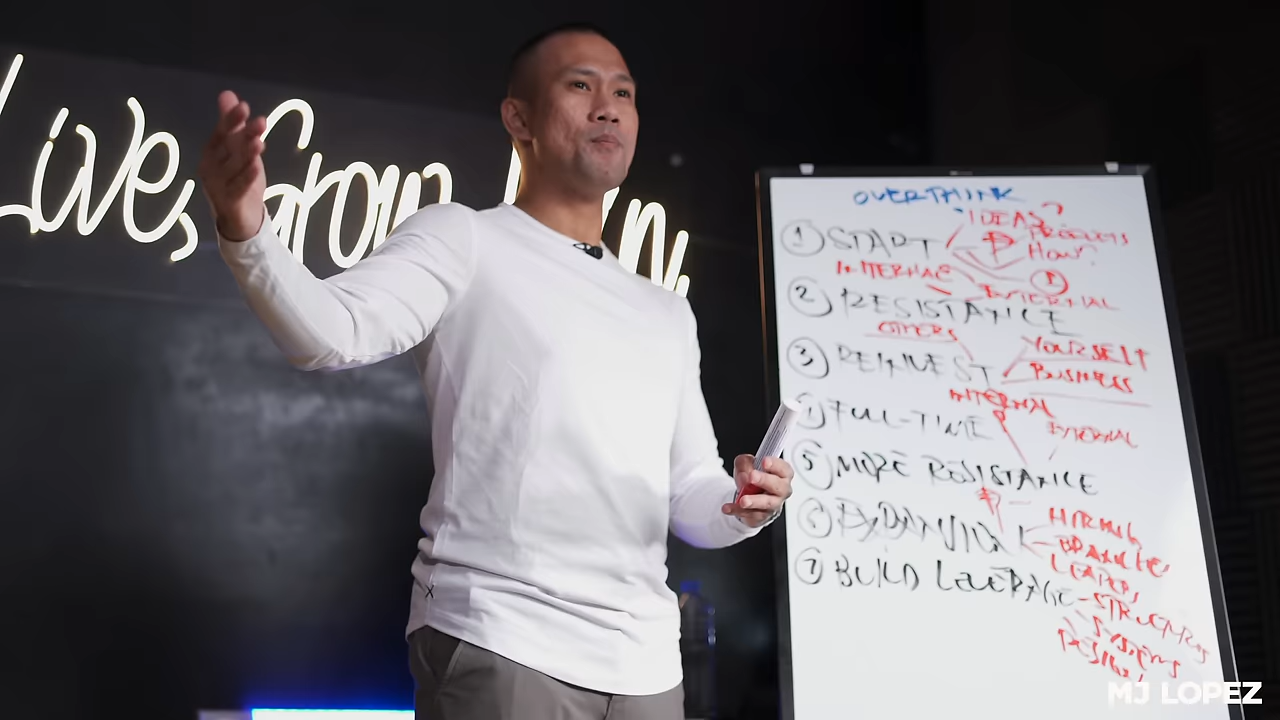 Live, Grow
OVERTHINK
IDEAS?
① START
PRODUCTS
How?
INTERNAL
EXTERNAL
② RESISTANCE
OTHERS
YOURSELF
③ REINVEST
BUSINESS
INTERNAL
FULL-TIME
EXTERNAL
⑤ MORE RESISTANCE
HIRING
⑥ EXPANSION
BRANCHES
LEADERS
⑦ BUILD LEVERAGE - STRUCTURES
SYSTEMS
MJ LOPEZ